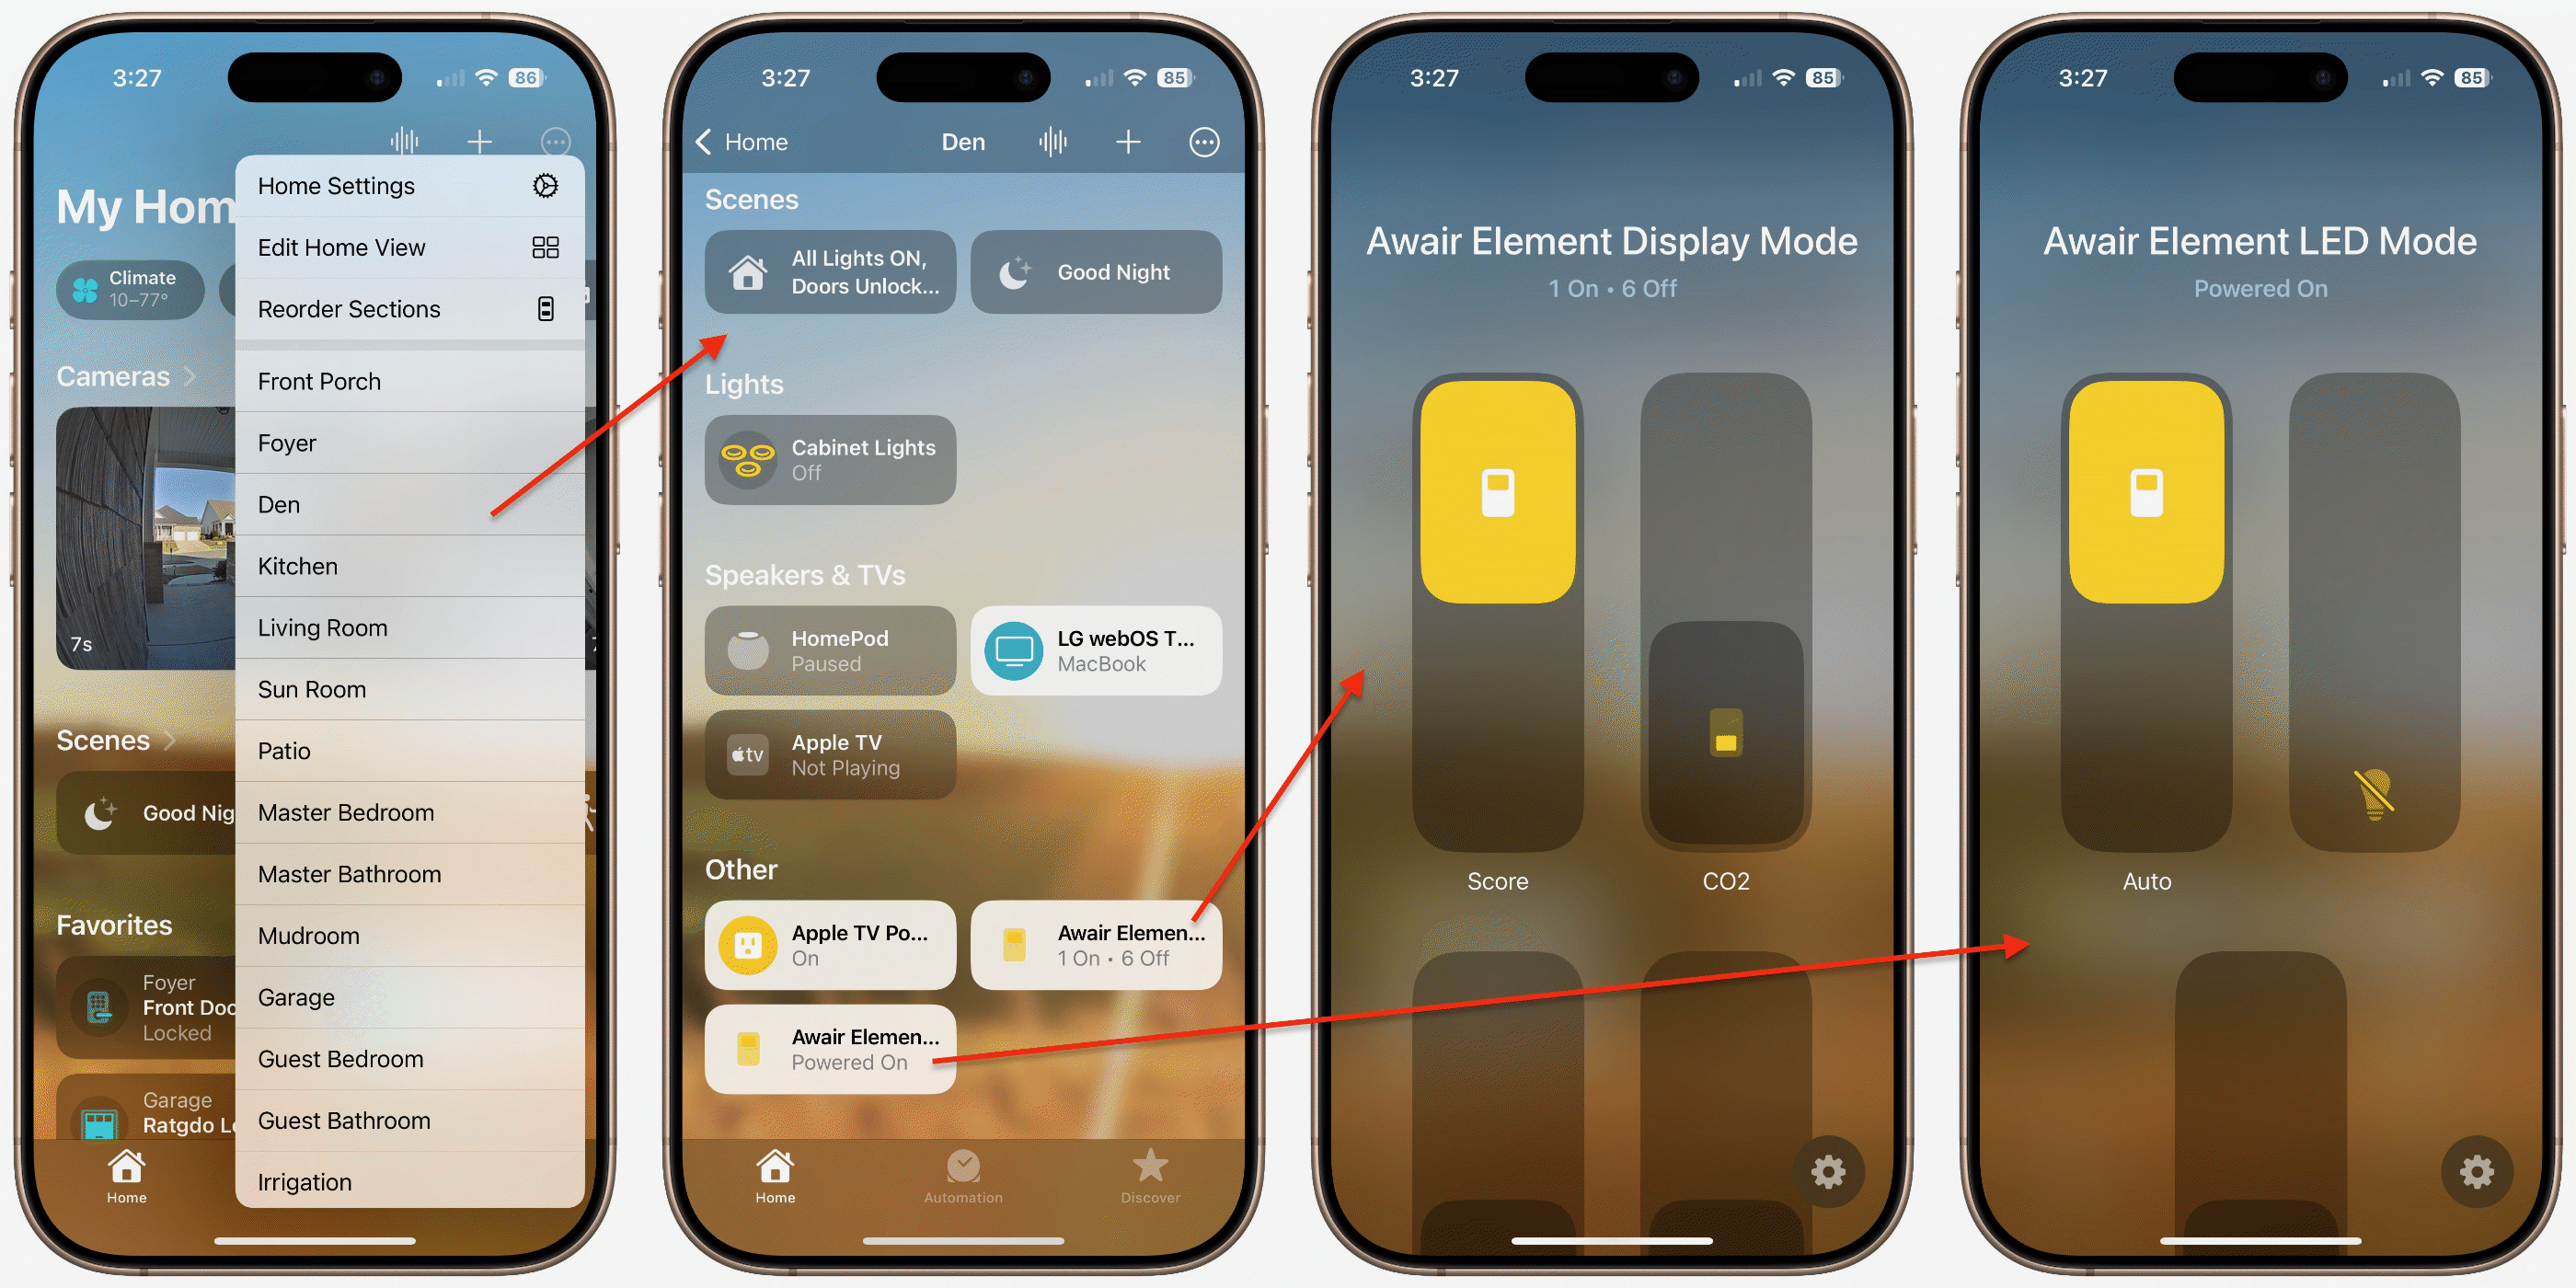 3:27
86
My Hom
Climate
10–77°
Cameras
7s
Scenes
Good Nig
Favorites
Foyer
Front Doo
Locked
Garage
Ratgdo L
Home
Home Settings
Edit Home View
Reorder Sections
Front Porch
Foyer
Den
Kitchen
Living Room
Sun Room
Patio
Master Bedroom
Master Bathroom
Mudroom
Garage
Guest Bedroom
Guest Bathroom
Irrigation
3:27
85
Home
Den
Scenes
All Lights ON,
Doors Unlock...
Good Night
Lights
Cabinet Lights
Off
Speakers & TVs
HomePod
Paused
LG webOS T...
MacBook
tv
Apple TV
Not Playing
Other
Apple TV Po...
On
Awair Elemen...
1 On • 6 Off
Awair Elemen...
Powered On
Home
Automation
Discover
3:27
85
Awair Element Display Mode
1 On • 6 Off
Score
CO2
3:27
85
Awair Element LED Mode
Powered On
Auto